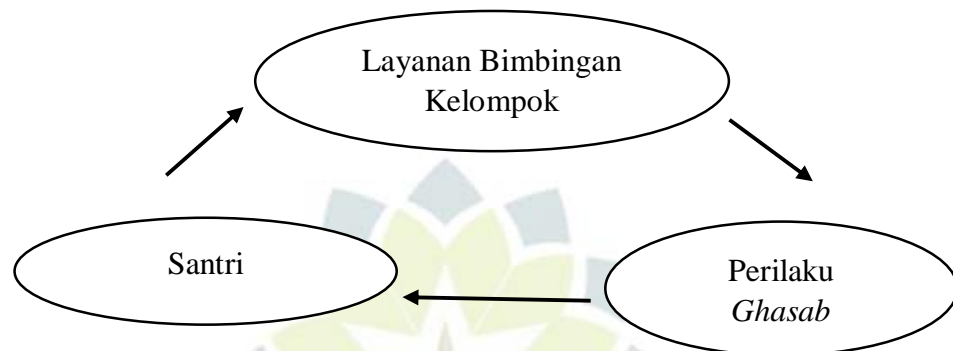 Layanan Bimbingan
Kelompok
Santri
Perilaku
Ghasab